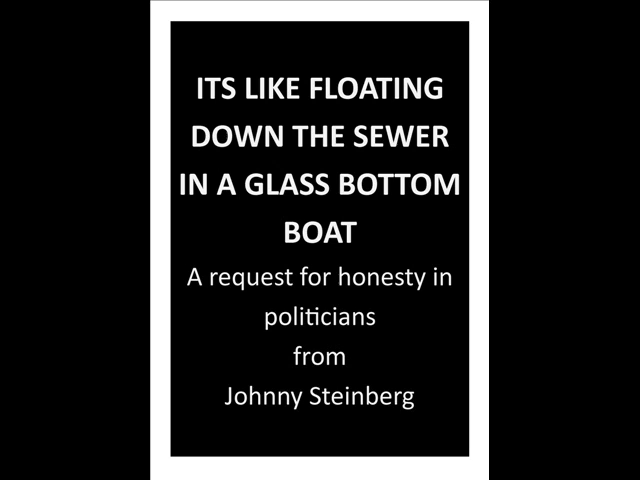 ITS LIKE FLOATING
DOWN THE SEWER
IN A GLASS BOTTOM
BOAT
A request for honesty in
politicians
from
Johnny Steinberg